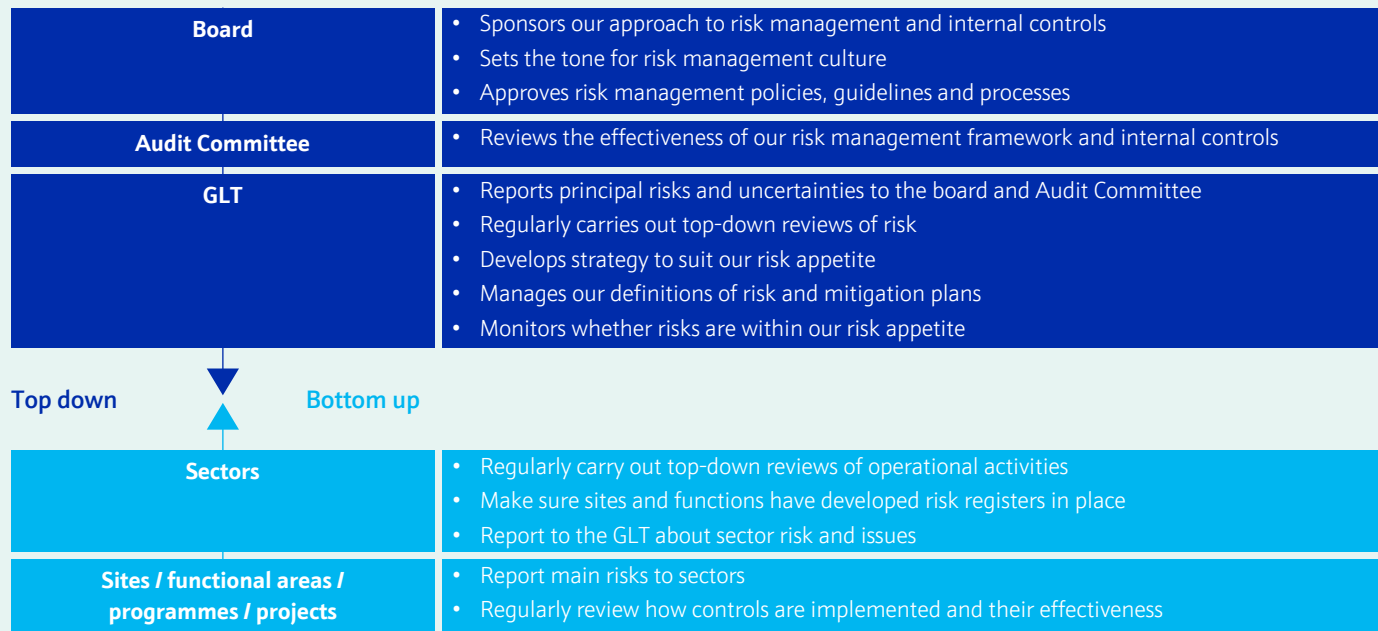 Board
• Sponsors our approach to risk management and internal controls
• Sets the tone for risk management culture
• Approves risk management policies, guidelines and processes
Audit Committee
• Reviews the effectiveness of our risk management framework and internal controls
GLT
• Reports principal risks and uncertainties to the board and Audit Committee
• Regularly carries out top-down reviews of risk
• Develops strategy to suit our risk appetite
• Manages our definitions of risk and mitigation plans
• Monitors whether risks are within our risk appetite
Top down
Bottom up
Sectors
• Regularly carry out top-down reviews of operational activities
• Make sure sites and functions have developed risk registers in place
• Report to the GLT about sector risk and issues
Sites / functional areas /
programmes / projects
• Report main risks to sectors
• Regularly review how controls are implemented and their effectiveness